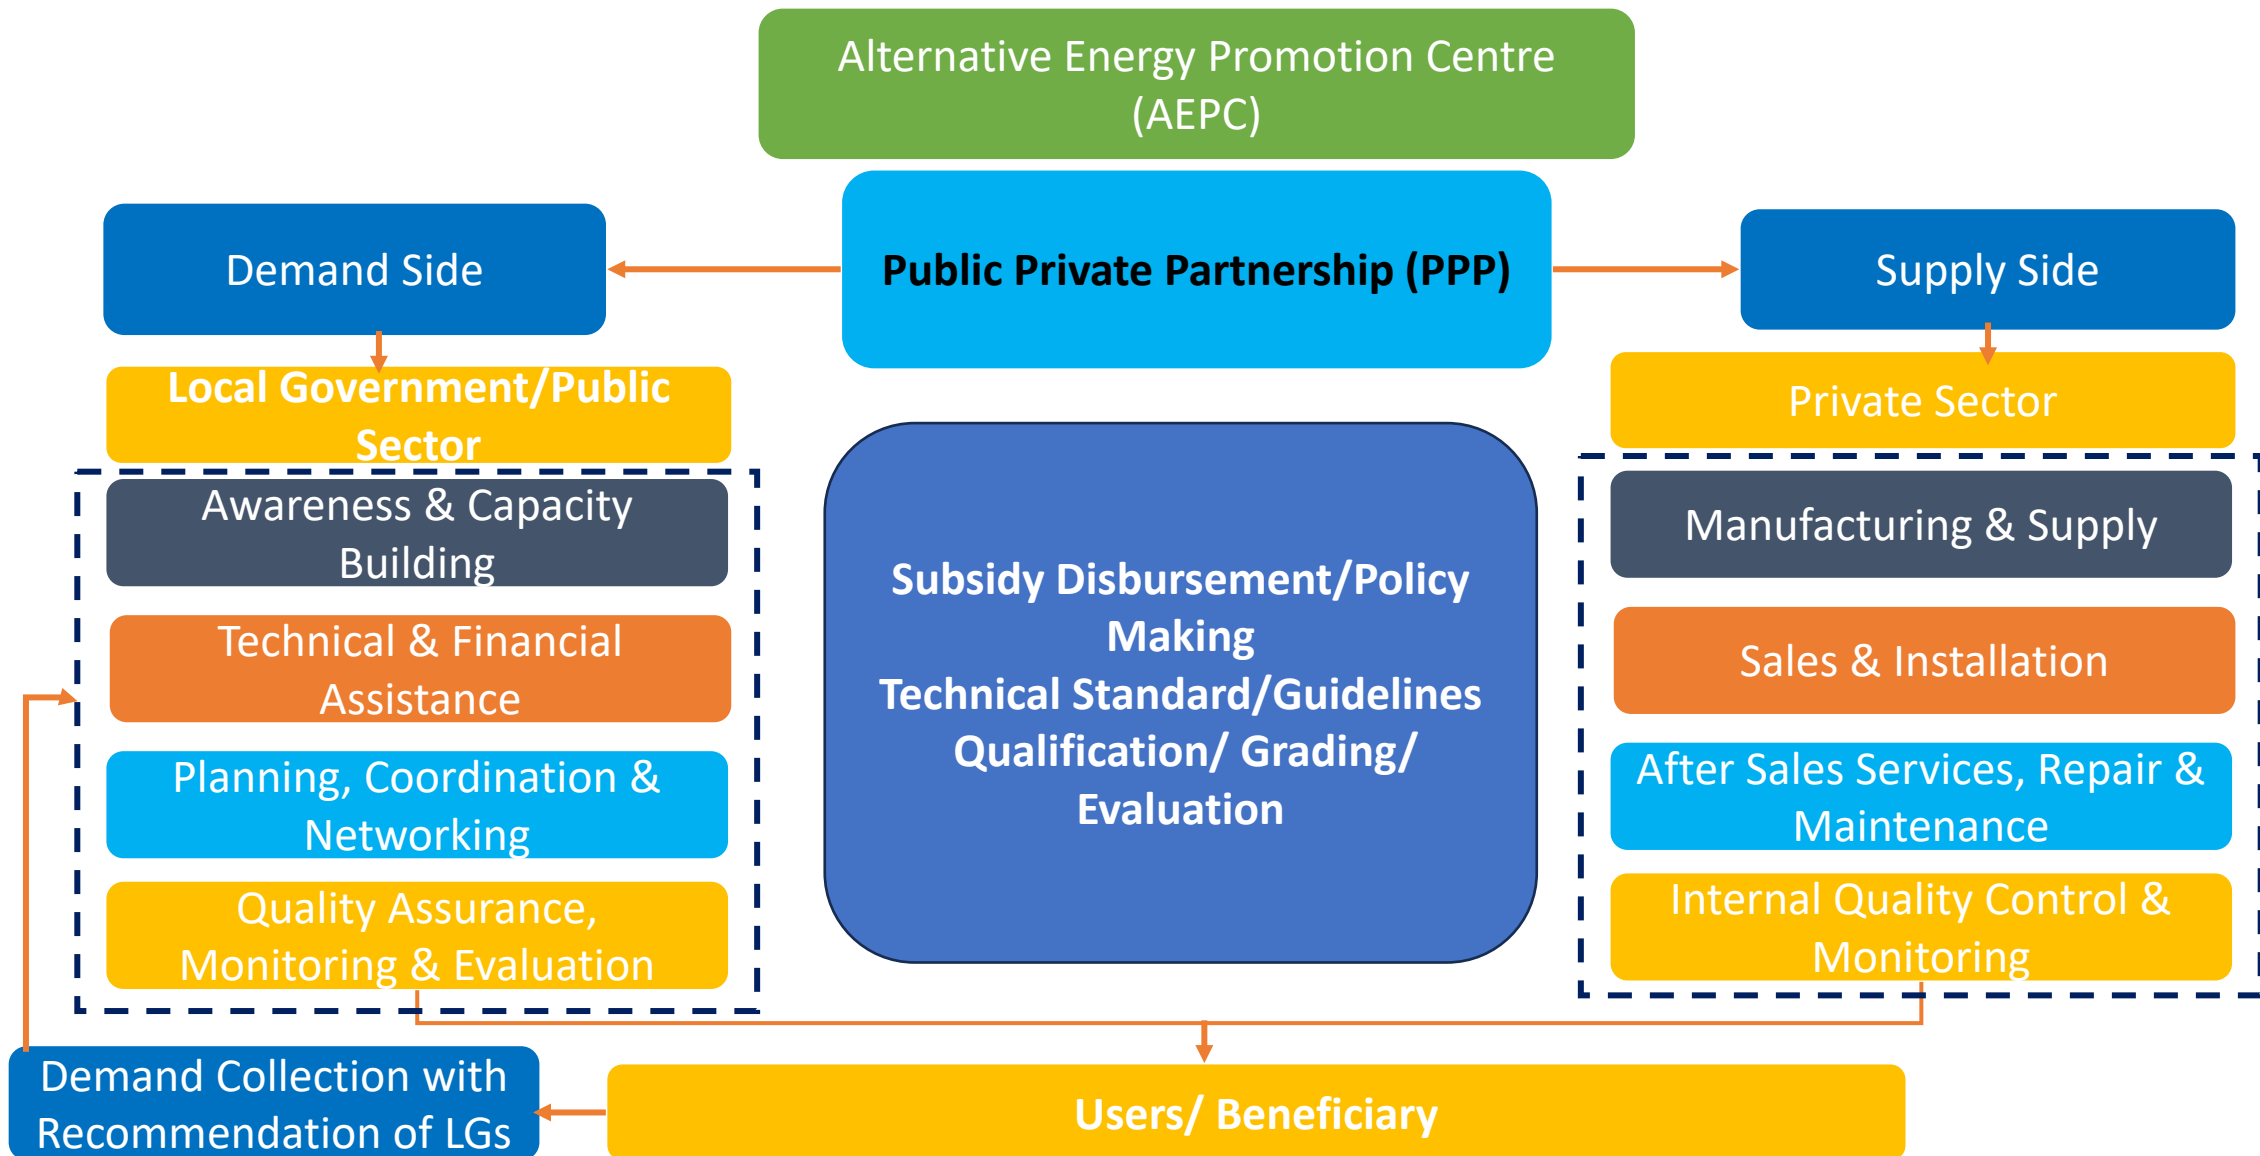 Alternative Energy Promotion Centre
(AEPC)
Demand Side
Public Private Partnership (PPP)
Supply Side
Local Government/Public
Sector
Private Sector
Awareness & Capacity
Building
Technical & Financial
Assistance
Planning, Coordination &
Networking
Quality Assurance,
Monitoring & Evaluation
Subsidy Disbursement/Policy
Making
Technical Standard/Guidelines
Qualification/ Grading/
Evaluation
Manufacturing & Supply
Sales & Installation
After Sales Services, Repair &
Maintenance
Internal Quality Control &
Monitoring
Demand Collection with
Recommendation of LGs
Users/ Beneficiary